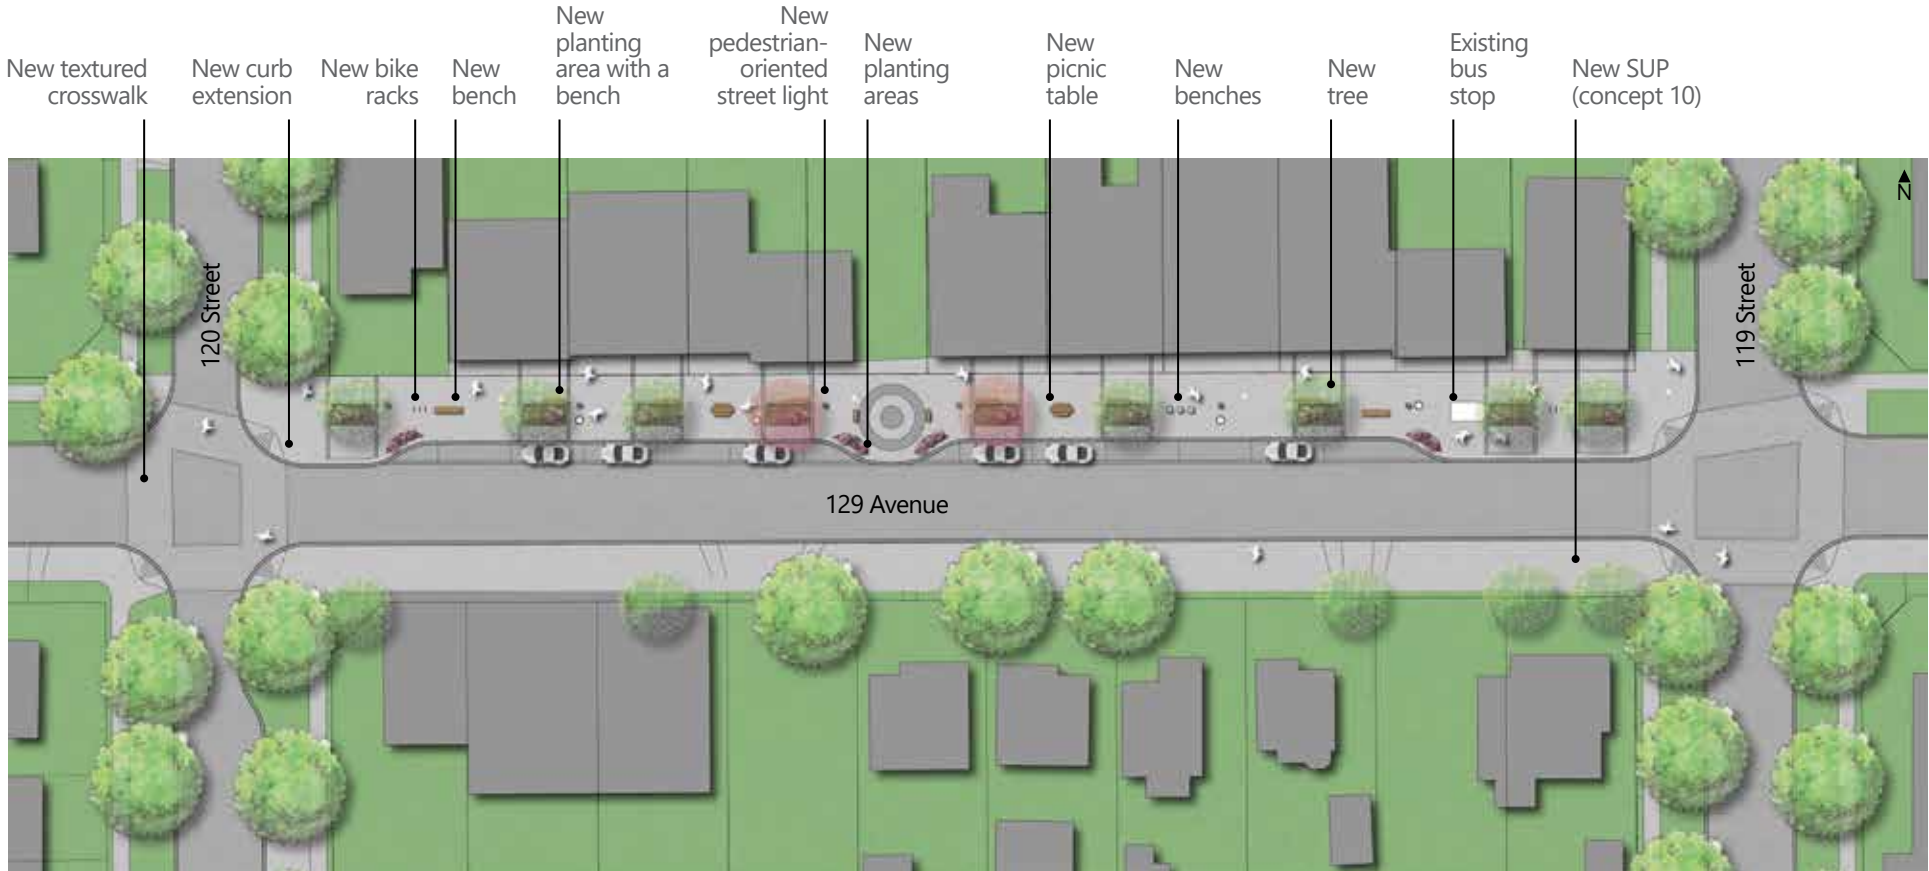 New textured
crosswalk
New curb
extension
New bike
racks
New
bench
New
planting
area with a
bench
New
pedestrian-
oriented
street light
New
planting
areas
New
picnic
table
New
benches
New
tree
Existing
bus
stop
New SUP
(concept 10)
N
120 Street
119 Street
129 Avenue